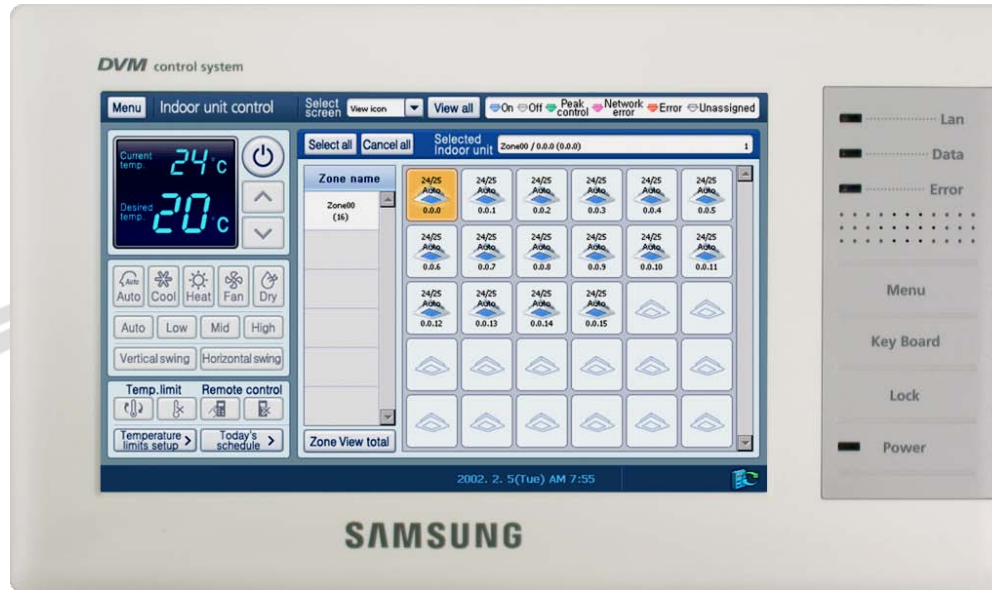 DVM control system
Menu Indoor unit control Select screen View icon View all On Off Peak control Network error Error Unassigned
Current temp. 24°C
Desired temp. 20°C
Auto Cool Heat Fan Dry
Auto Low Mid High
Vertical swing Horizontal swing
Temp.limit Remote control
Temperature limits setup > Today's schedule >
Select all Cancel all Selected Indoor unit Zone00 / 0.0.0 (0.0.0) 1
Zone name
Zone00
(16)
Zone View total
24/25 24/25 24/25 24/25 24/25 24/25
Auto Auto Auto Auto Auto Auto
0.0.0 0.0.1 0.0.2 0.0.3 0.0.4 0.0.5
24/25 24/25 24/25 24/25 24/25 24/25
Auto Auto Auto Auto Auto Auto
0.0.6 0.0.7 0.0.8 0.0.9 0.0.10 0.0.11
24/25 24/25 24/25 24/25
Auto Auto Auto Auto
0.0.12 0.0.13 0.0.14 0.0.15
2002. 2. 5(Tue) AM 7:55
SAMSUNG
Lan
Data
Error
Menu
Key Board
Lock
Power